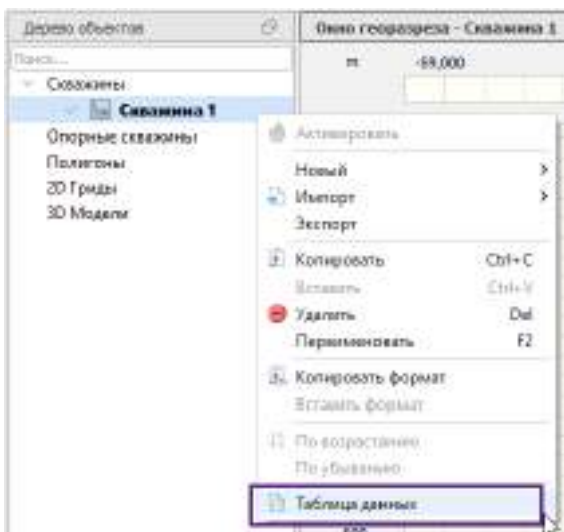 Дерево объектов
Окно георазреза - Скважина 1
Поиск...
m -69,000
Скважины
Скважина 1
Опорные скважины
Полигоны
2D Гриды
3D Модели
Активировать
Новый
Импорт
Экспорт
Копировать Ctrl+C
Вставить Ctrl+V
Удалить Del
Переименовать F2
Копировать формат
Вставить формат
По возрастанию
По убыванию
Таблица данных